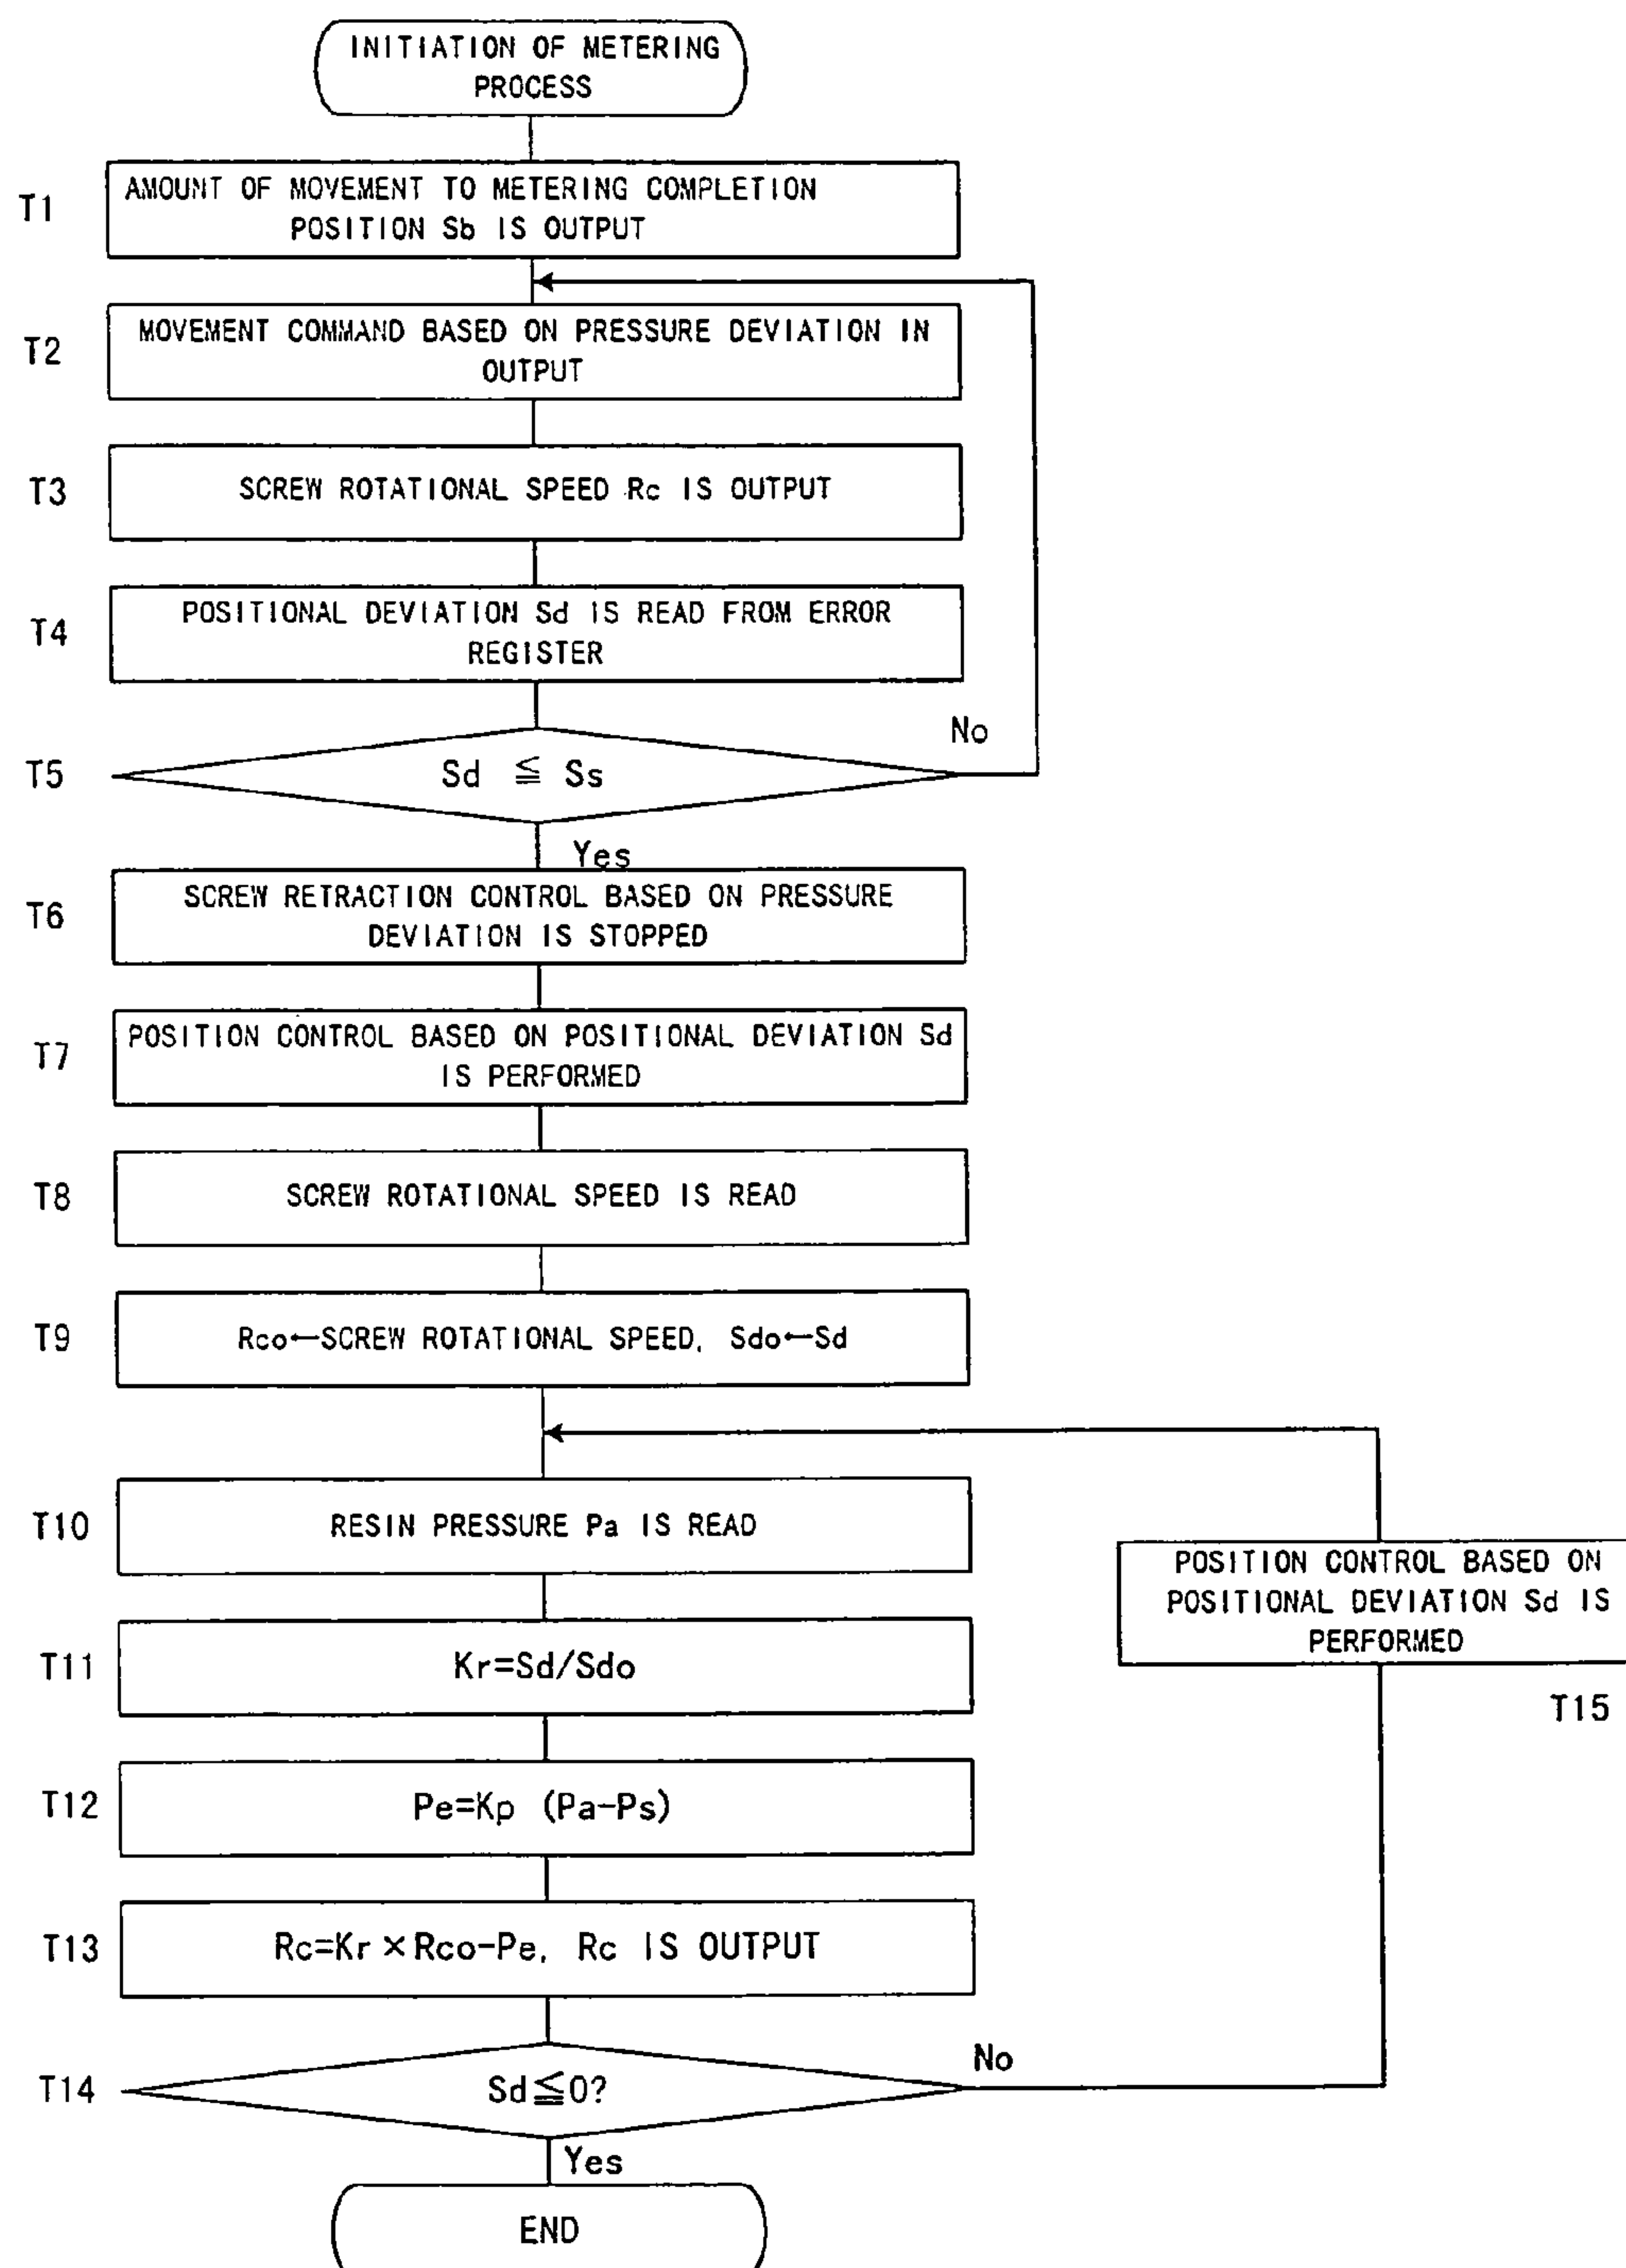 INITIATION OF METERING
PROCESS
T1
AMOUNT OF MOVEMENT TO METERING COMPLETION
POSITION Sb IS OUTPUT
T2
MOVEMENT COMMAND BASED ON PRESSURE DEVIATION IN
OUTPUT
T3
SCREW ROTATIONAL SPEED Rc IS OUTPUT
T4
POSITIONAL DEVIATION Sd IS READ FROM ERROR
REGISTER
T5
Sd ≦ Ss
No
Yes
T6
SCREW RETRACTION CONTROL BASED ON PRESSURE
DEVIATION IS STOPPED
T7
POSITION CONTROL BASED ON POSITIONAL DEVIATION Sd
IS PERFORMED
T8
SCREW ROTATIONAL SPEED IS READ
T9
Rco←SCREW ROTATIONAL SPEED, Sdo←Sd
T10
RESIN PRESSURE Pa IS READ
T11
Kr=Sd/Sdo
T12
Pe=Kp (Pa-Ps)
T13
Rc=Kr×Rco-Pe, Rc IS OUTPUT
T14
Sd≦0?
No
POSITION CONTROL BASED ON
POSITIONAL DEVIATION Sd IS
PERFORMED
T15
Yes
END